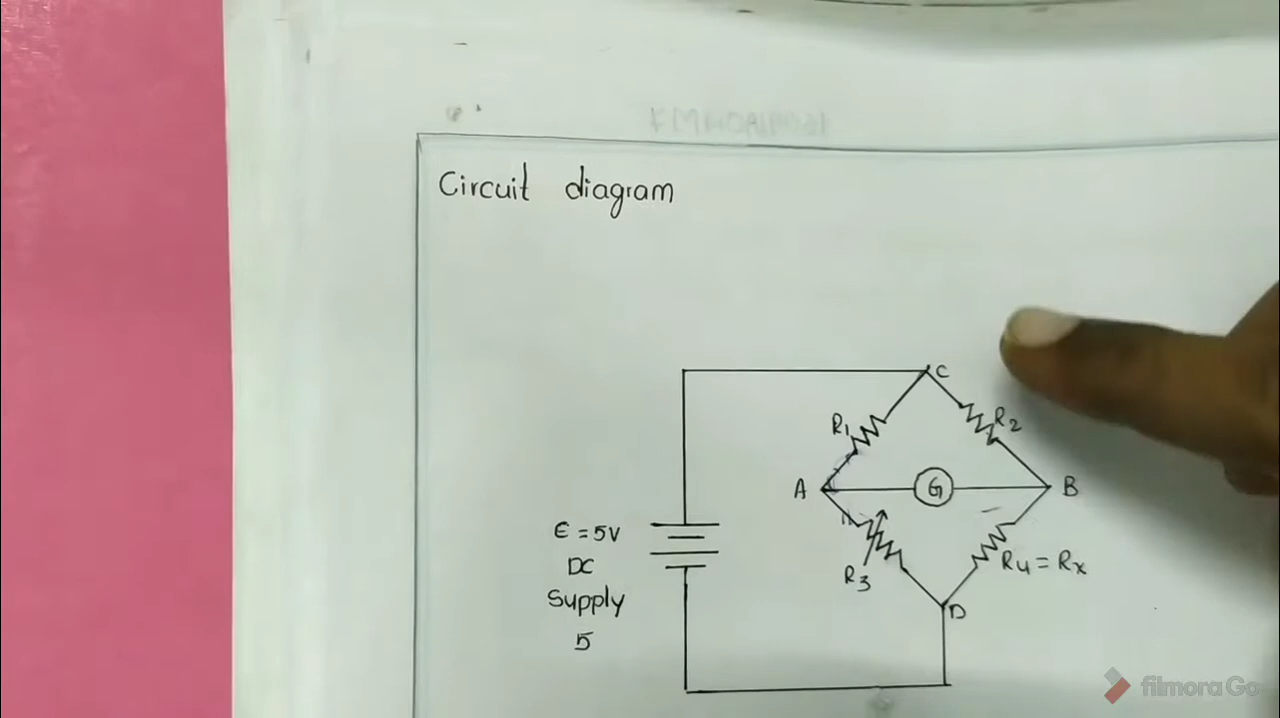 Circuit diagram
C
R1
R2
A
G
B
E = 5V
DC
Supply
5
R3
R4 = Rx
D
filmora Go